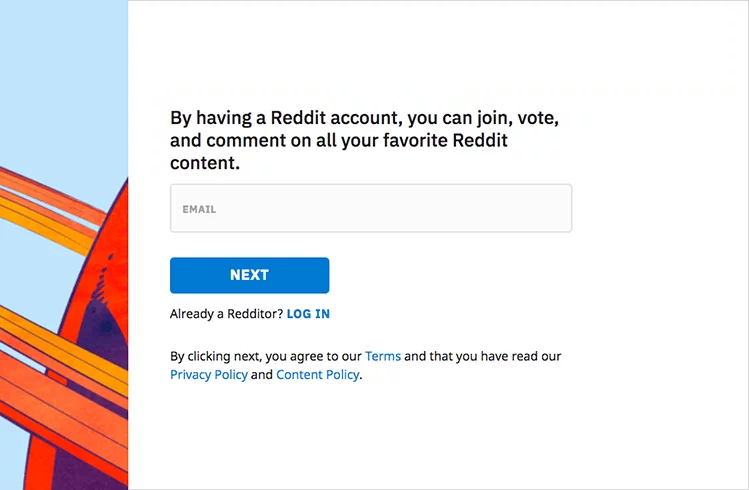 By having a Reddit account, you can join, vote,
and comment on all your favorite Reddit
content.
EMAIL
NEXT
Already a Redditor? LOG IN
By clicking next, you agree to our Terms and that you have read our
Privacy Policy and Content Policy.